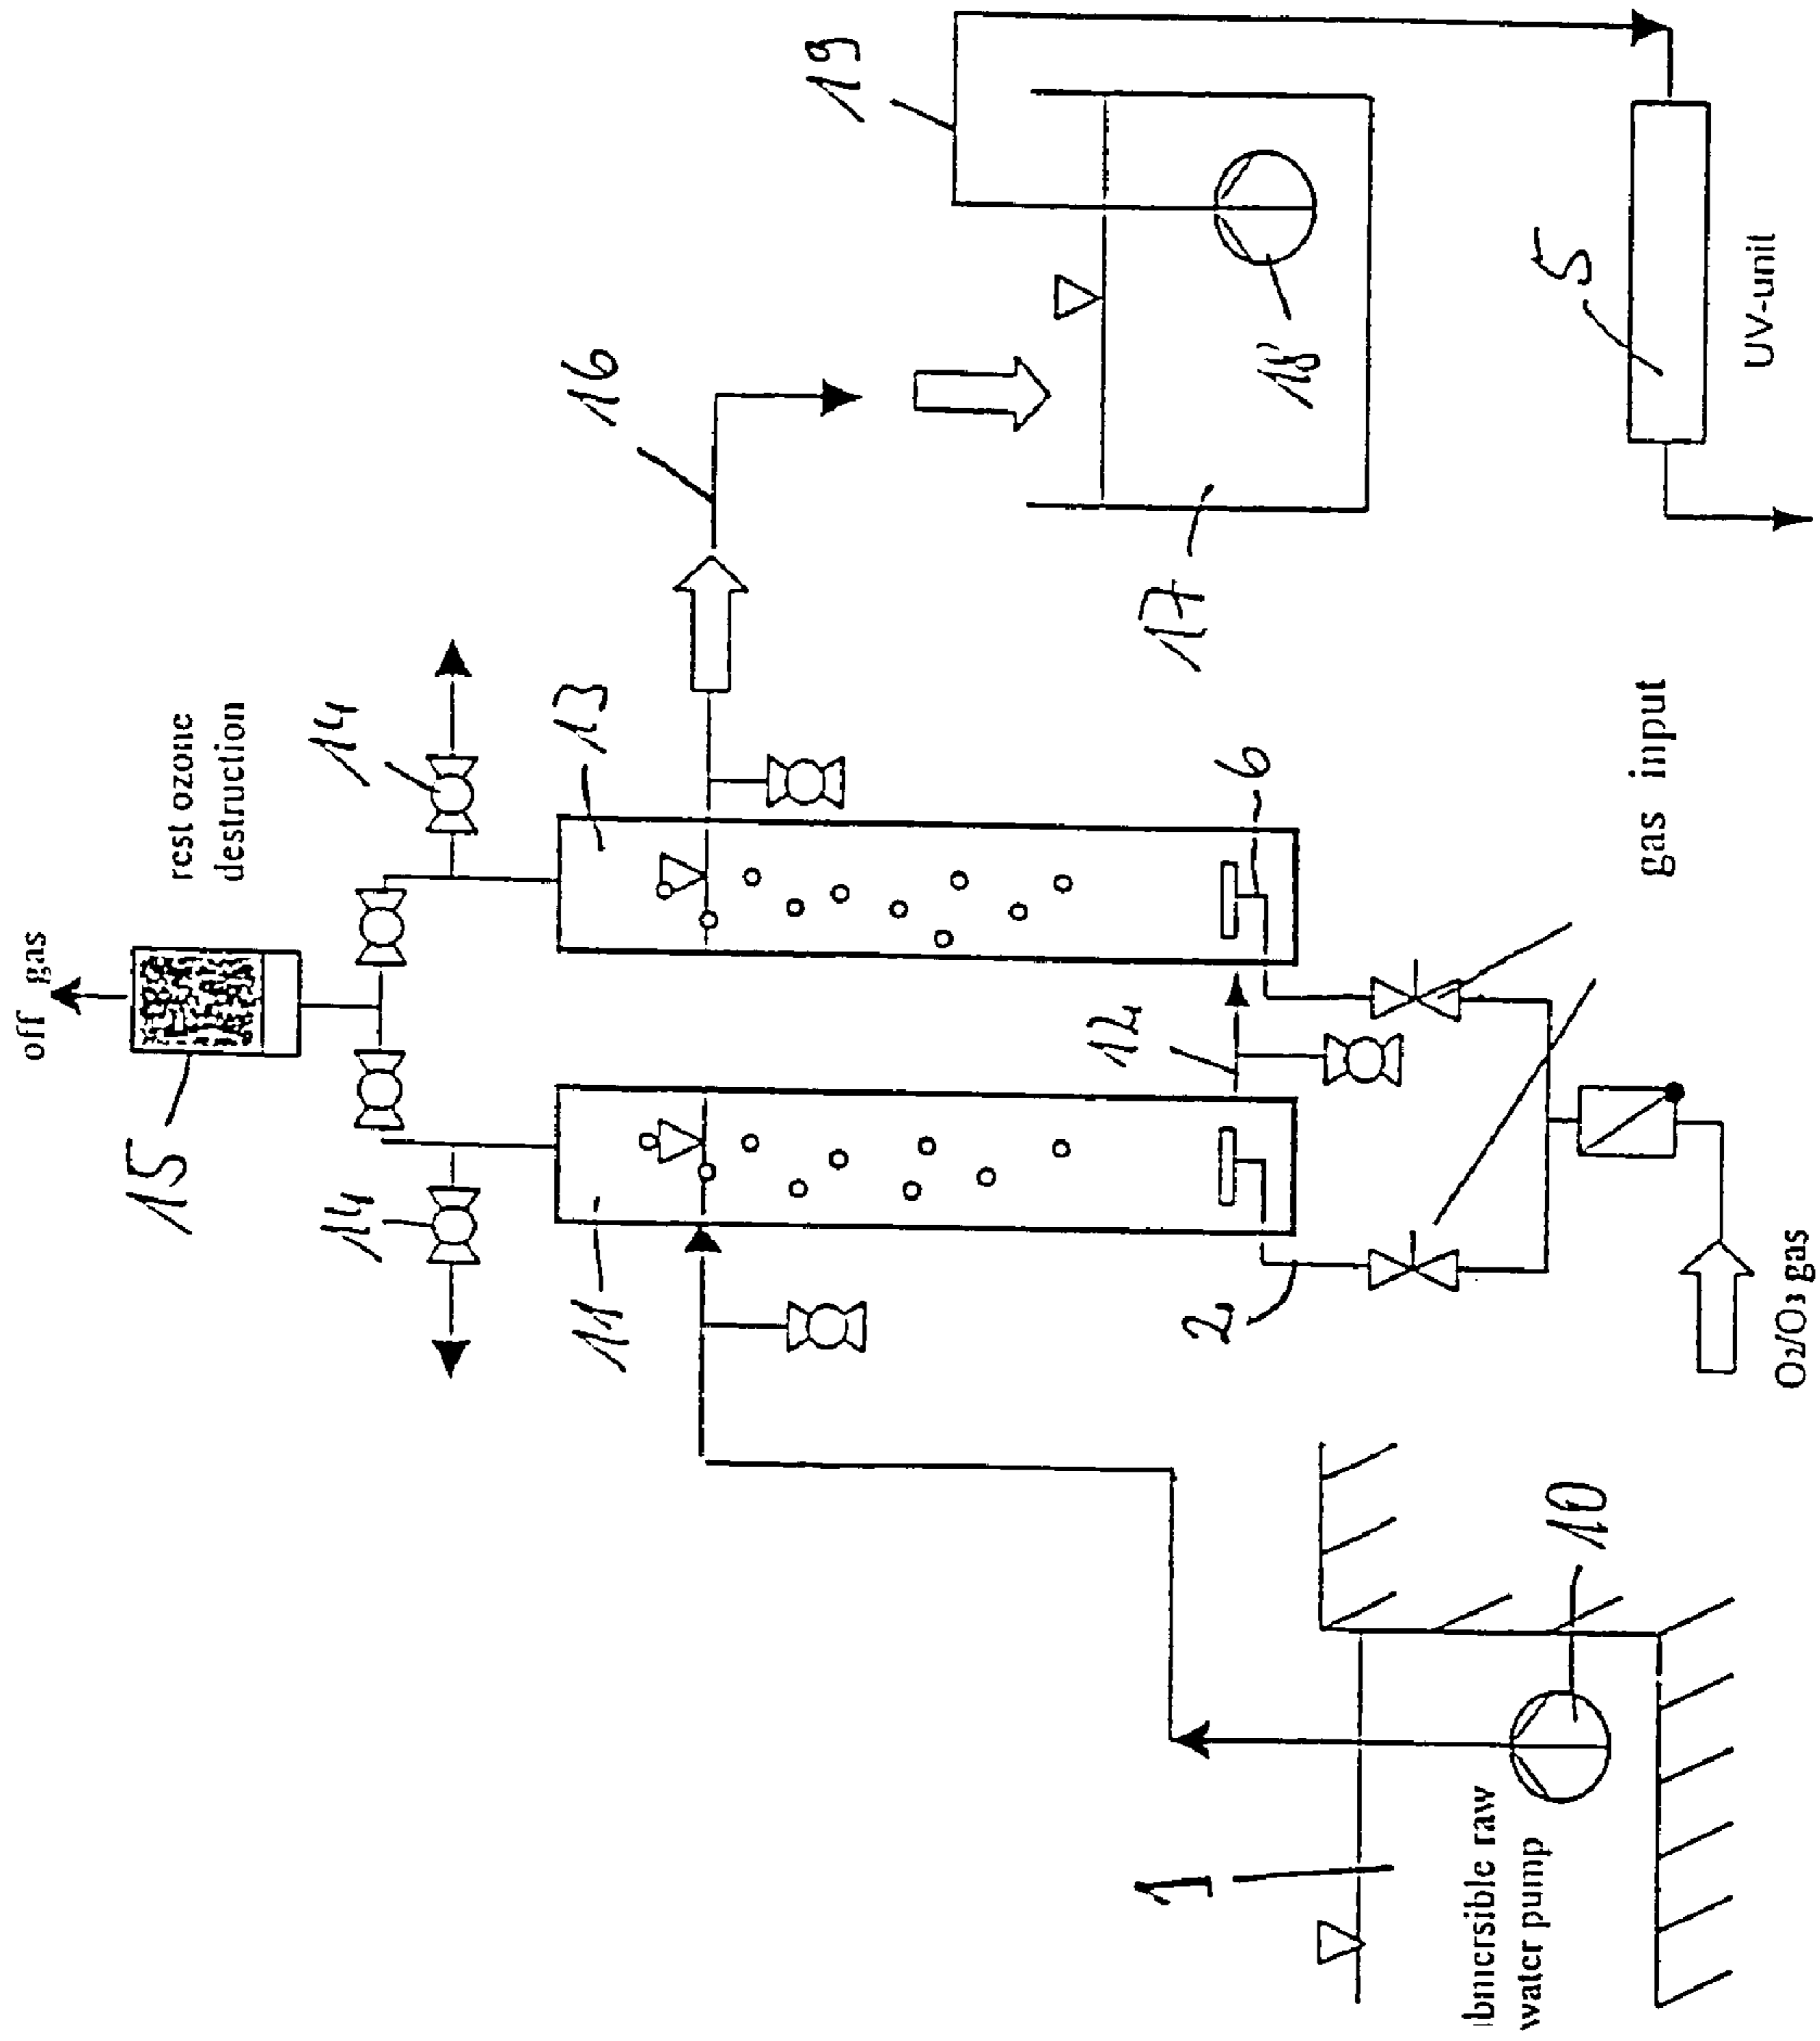 off gas
15
rest ozone
destruction
14
14
11
13
16
19
12
6
2
17
18
5
UV-unit
gas input
O2/O3 gas
1
10
bmersible raw
water pump